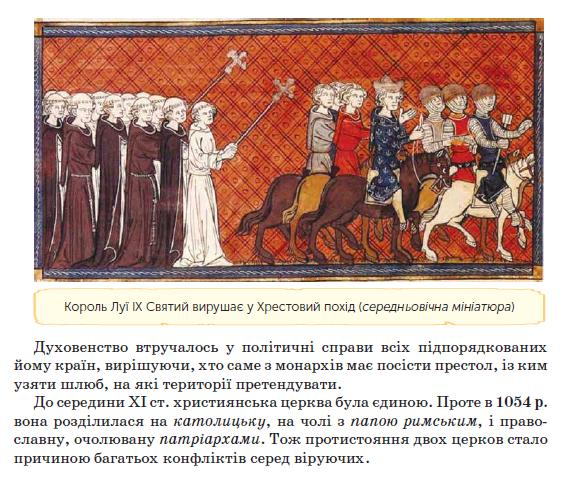 Король Луї IX Святий вирушає у Хрестовий похід (середньовічна мініатюра)
Духовенство втручалось у політичні справи всіх підпорядкованих
йому країн, вирішуючи, хто саме з монархів має посісти престол, із ким
узяти шлюб, на які території претендувати.
До середини XI ст. християнська церква була єдиною. Проте в 1054 р.
вона розділилася на католицьку, на чолі з папою римським, і право-
славну, очолювану патріархами. Тож протистояння двох церков стало
причиною багатьох конфліктів серед віруючих.